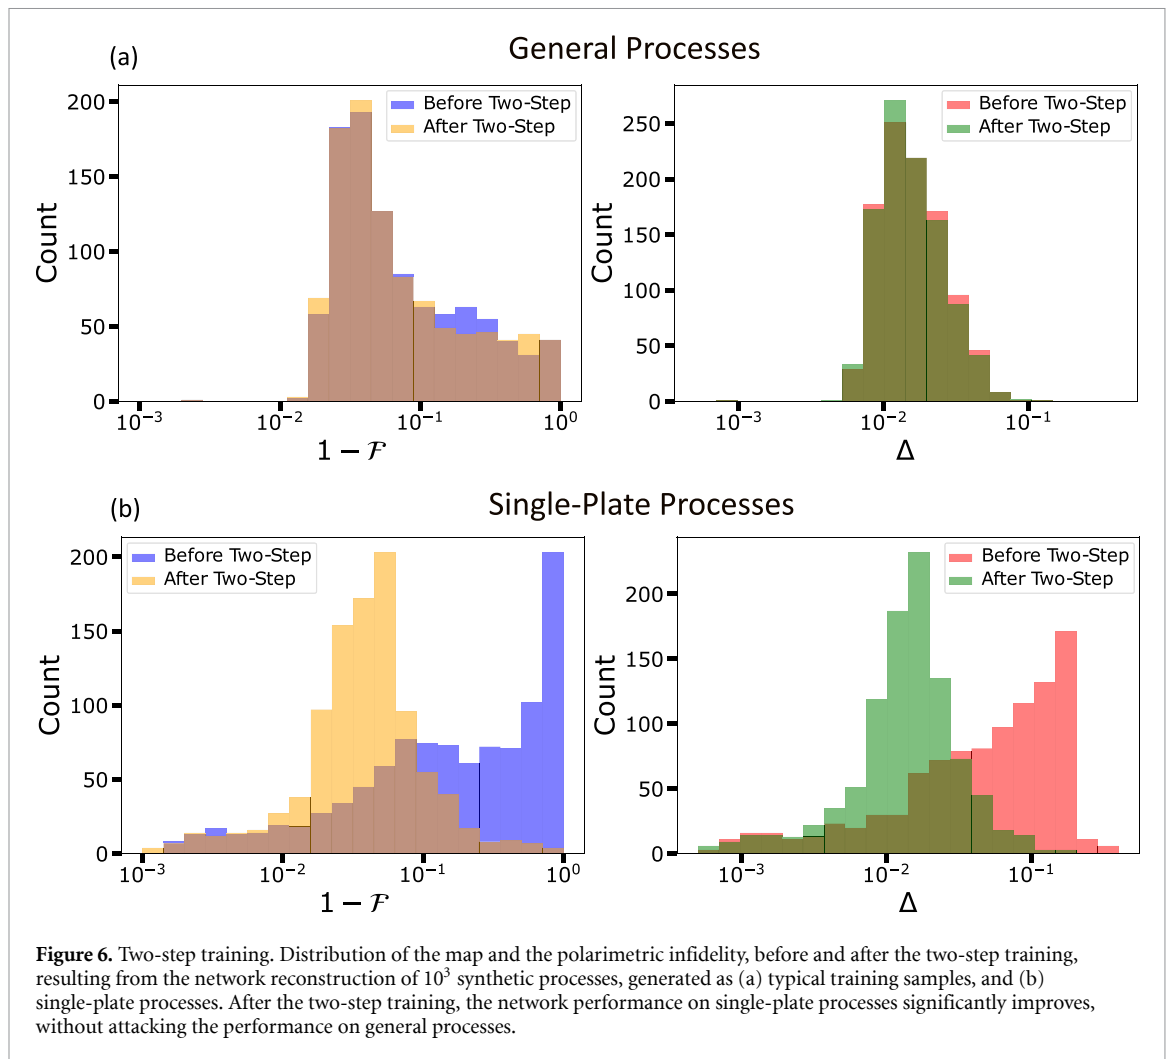 (a)
General Processes
Before Two-Step
After Two-Step
200
150
100
50
0
Count
10⁻³
10⁻²
10⁻¹
10⁰
1 − ℱ
Before Two-Step
After Two-Step
250
200
150
100
50
0
Count
10⁻³
10⁻²
10⁻¹
Δ
(b)
Single-Plate Processes
Before Two-Step
After Two-Step
200
150
100
50
0
Count
10⁻³
10⁻²
10⁻¹
10⁰
1 − ℱ
Before Two-Step
After Two-Step
200
150
100
50
0
Count
10⁻³
10⁻²
10⁻¹
Δ
Figure 6. Two-step training. Distribution of the map and the polarimetric infidelity, before and after the two-step training,
resulting from the network reconstruction of 10³ synthetic processes, generated as (a) typical training samples, and (b)
single-plate processes. After the two-step training, the network performance on single-plate processes significantly improves,
without attacking the performance on general processes.